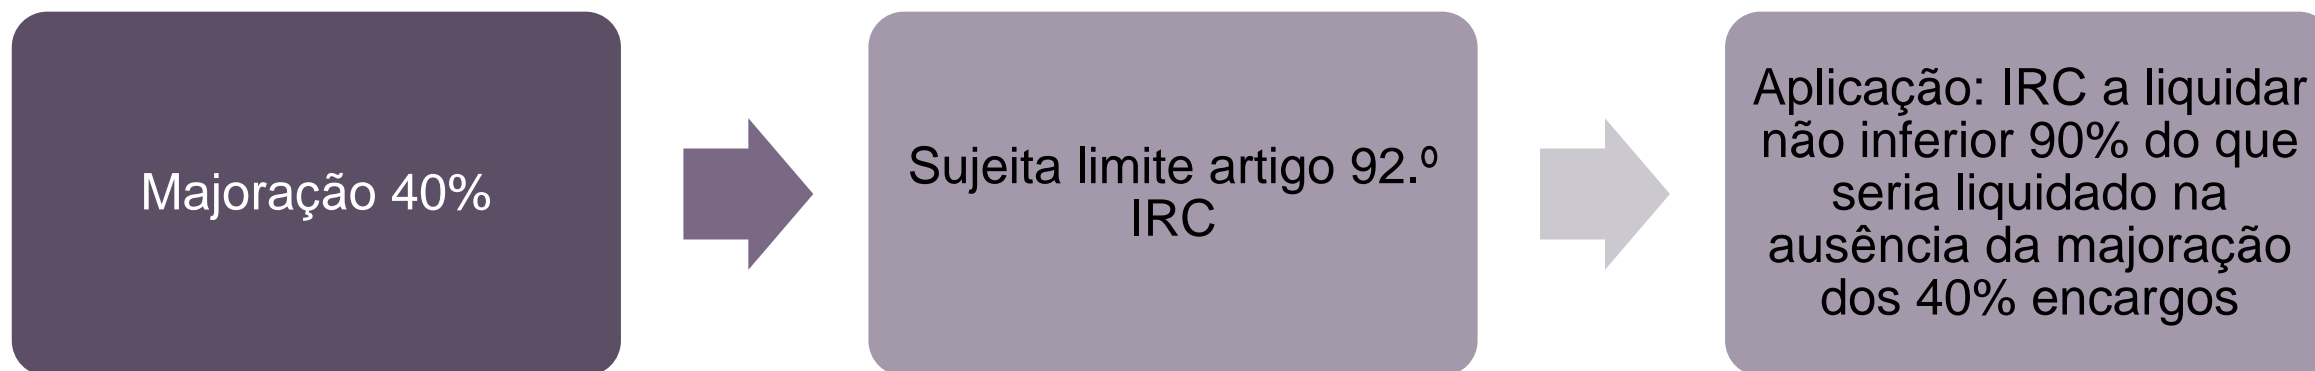 Majoração 40%
Sujeita limite artigo 92.º
IRC
Aplicação: IRC a liquidar
não inferior 90% do que
seria liquidado na
ausência da majoração
dos 40% encargos